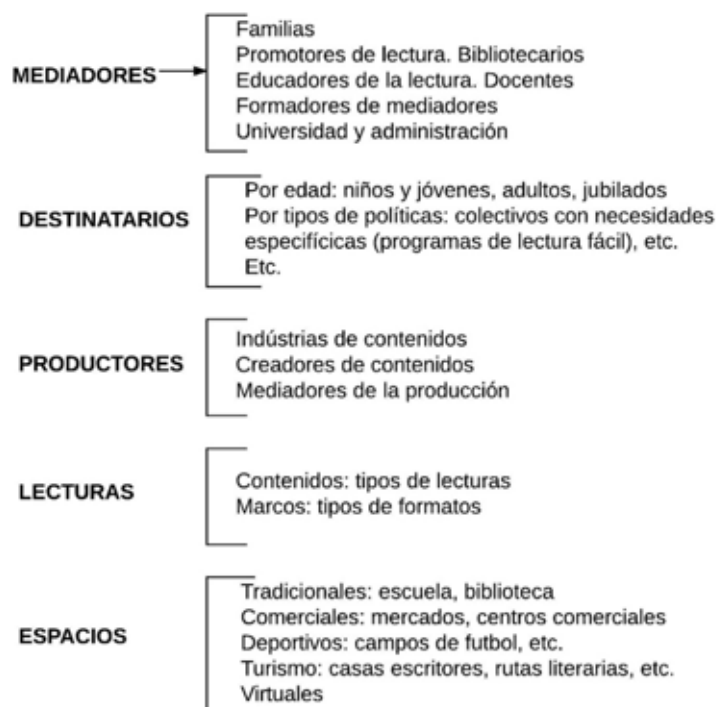 MEDIADORES
Familias
Promotores de lectura. Bibliotecarios
Educadores de la lectura. Docentes
Formadores de mediadores
Universidad y administración
DESTINATARIOS
Por edad: niños y jóvenes, adultos, jubilados
Por tipos de políticas: colectivos con necesidades
especifícicas (programas de lectura fácil), etc.
Etc.
PRODUCTORES
Indústrias de contenidos
Creadores de contenidos
Mediadores de la producción
LECTURAS
Contenidos: tipos de lecturas
Marcos: tipos de formatos
ESPACIOS
Tradicionales: escuela, biblioteca
Comerciales: mercados, centros comerciales
Deportivos: campos de futbol, etc.
Turismo: casas escritores, rutas literarias, etc.
Virtuales